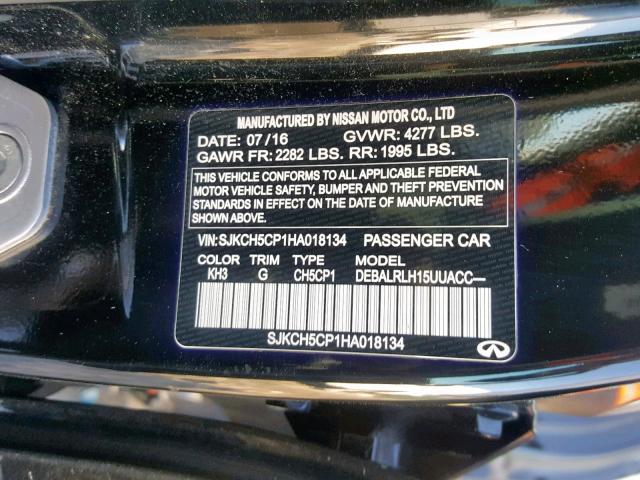 MANUFACTURED BY NISSAN MOTOR CO., LTD
DATE: 07/16 GVWR: 4277 LBS.
GAWR FR: 2282 LBS. RR: 1995 LBS.
THIS VEHICLE CONFORMS TO ALL APPLICABLE FEDERAL
MOTOR VEHICLE SAFETY, BUMPER AND THEFT PREVENTION
STANDARDS IN EFFECT ON THE DATE OF MANUFACTURE
SHOWN ABOVE.
VIN:SJKCH5CP1HA018134 PASSENGER CAR
COLOR TRIM TYPE MODEL
KH3 G CH5CP1 DEBALRLH15UUACC—
SJKCH5CP1HA018134